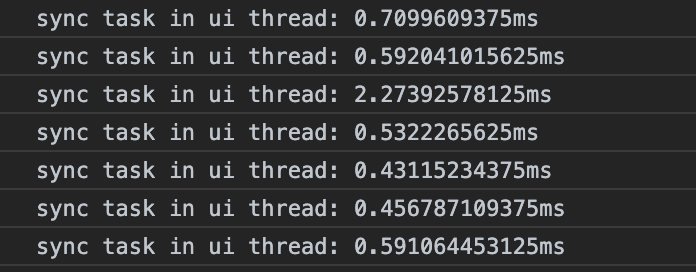 sync task in ui thread: 0.7099609375ms
sync task in ui thread: 0.592041015625ms
sync task in ui thread: 2.27392578125ms
sync task in ui thread: 0.5322265625ms
sync task in ui thread: 0.43115234375ms
sync task in ui thread: 0.456787109375ms
sync task in ui thread: 0.591064453125ms